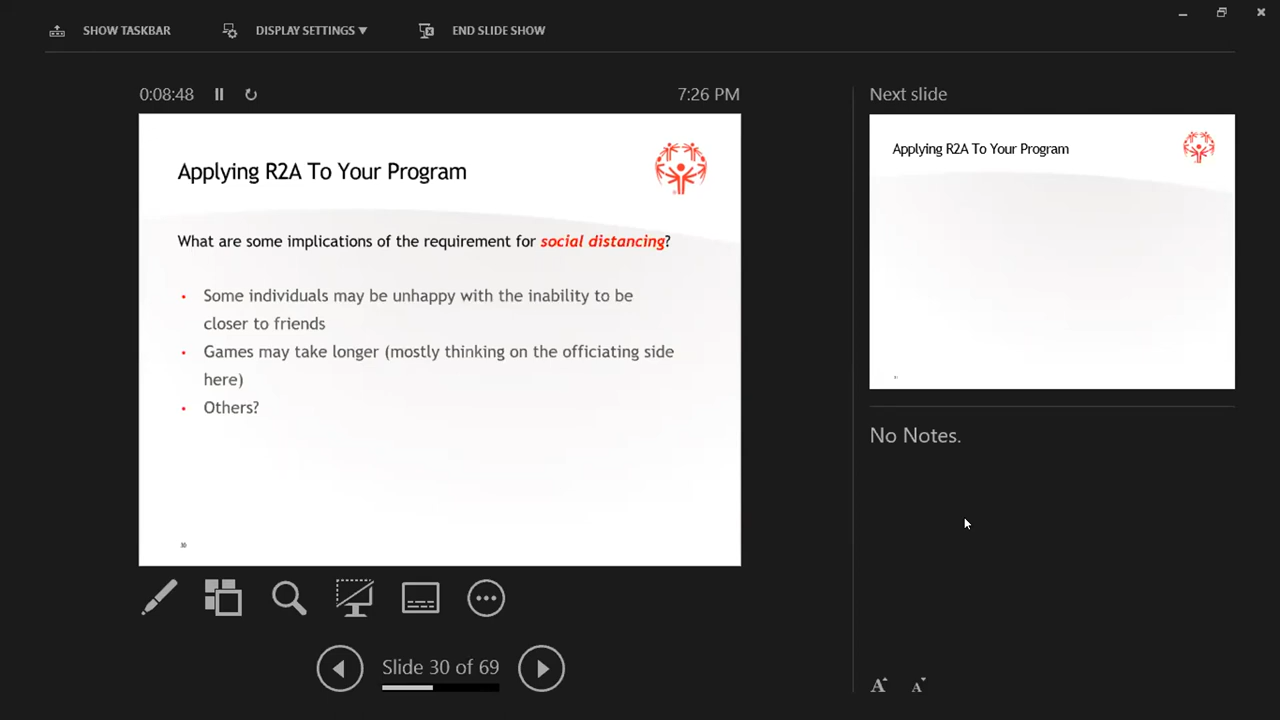 SHOW TASKBAR
DISPLAY SETTINGS ▼
END SLIDE SHOW
0:08:48
7:26 PM
Applying R2A To Your Program
What are some implications of the requirement for social distancing?
• Some individuals may be unhappy with the inability to be
closer to friends
• Games may take longer (mostly thinking on the officiating side
here)
• Others?
30
Slide 30 of 69
Next slide
Applying R2A To Your Program
No Notes.
A
A